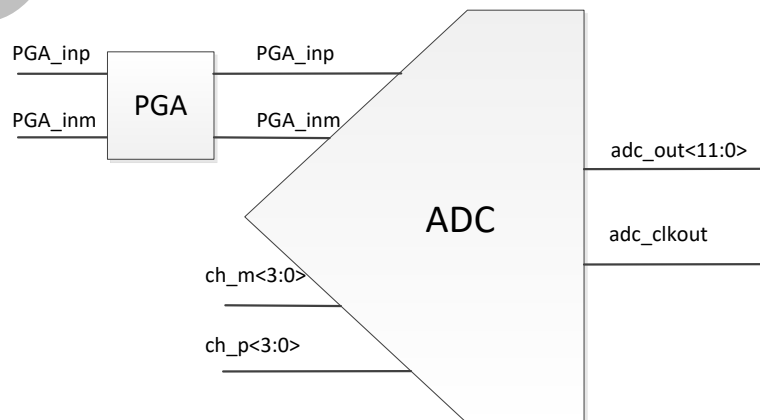 PGA_inp
PGA_inp
PGA
PGA_inm
PGA_inm
adc_out<11:0>
ADC
adc_clkout
ch_m<3:0>
ch_p<3:0>